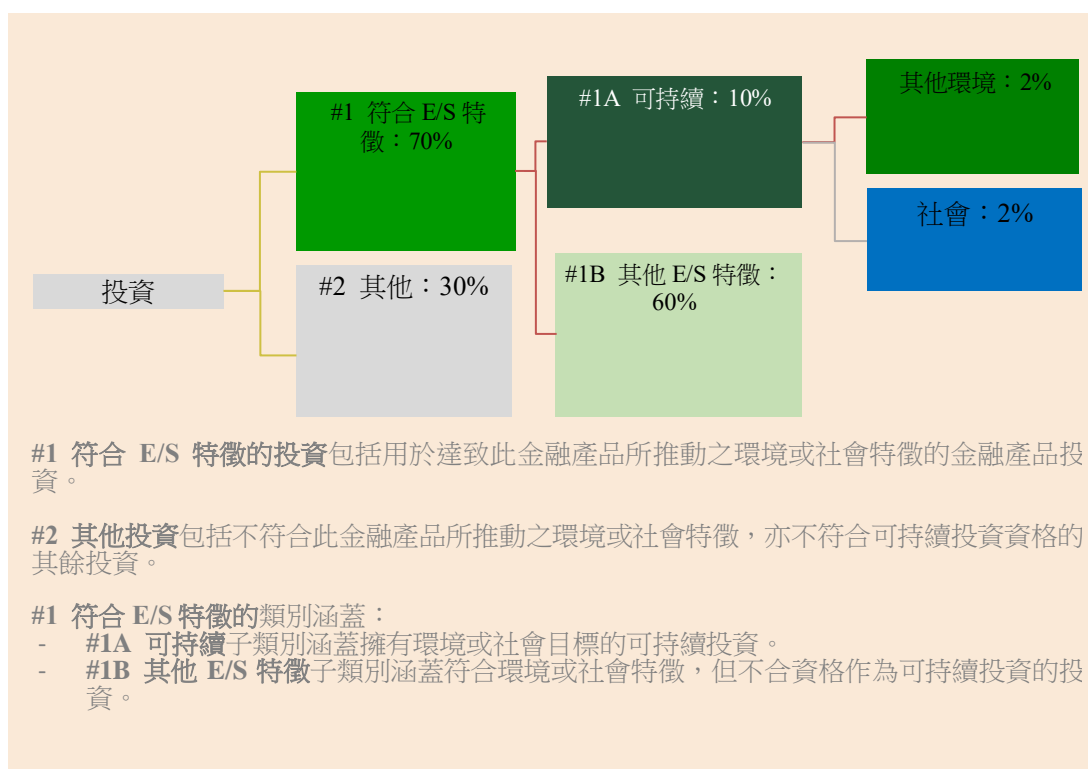 #1 符合 E/S 特
徵：70%
#1A 可持續：10%
其他環境：2%
社會：2%
投資
#2 其他：30%
#1B 其他 E/S 特徵：
60%
#1 符合 E/S 特徵的投資包括用於達致此金融產品所推動之環境或社會特徵的金融產品投
資。
#2 其他投資包括不符合此金融產品所推動之環境或社會特徵，亦不符合可持續投資資格的
其餘投資。
#1 符合 E/S 特徵的類別涵蓋：
- #1A 可持續子類別涵蓋擁有環境或社會目標的可持續投資。
- #1B 其他 E/S 特徵子類別涵蓋符合環境或社會特徵，但不合資格作為可持續投資的投
資。